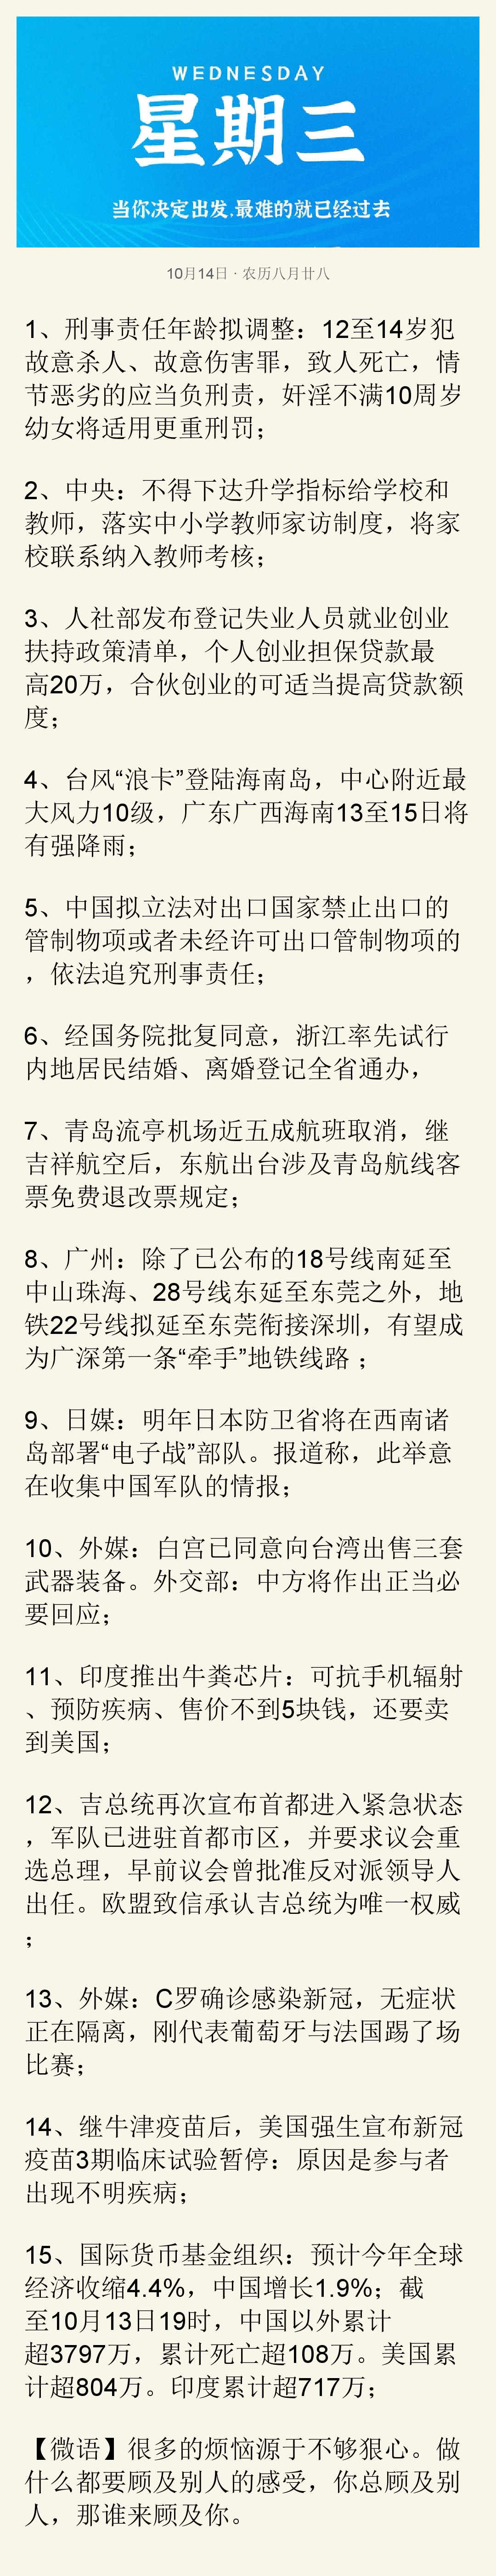 WEDNESDAY
星期三
当你决定出发,最难的就已经过去
10月14日 · 农历八月廿八
1、刑事责任年龄拟调整：12至14岁犯
故意杀人、故意伤害罪，致人死亡，情
节恶劣的应当负刑责，奸淫不满10周岁
幼女将适用更重刑罚；
2、中央：不得下达升学指标给学校和
教师，落实中小学教师家访制度，将家
校联系纳入教师考核；
3、人社部发布登记失业人员就业创业
扶持政策清单，个人创业担保贷款最
高20万，合伙创业的可适当提高贷款额
度；
4、台风“浪卡”登陆海南岛，中心附近最
大风力10级，广东广西海南13至15日将
有强降雨；
5、中国拟立法对出口国家禁止出口的
管制物项或者未经许可出口管制物项的
，依法追究刑事责任；
6、经国务院批复同意，浙江率先试行
内地居民结婚、离婚登记全省通办，
7、青岛流亭机场近五成航班取消，继
吉祥航空后，东航出台涉及青岛航线客
票免费退改票规定；
8、广州：除了已公布的18号线南延至
中山珠海、28号线东延至东莞之外，地
铁22号线拟延至东莞衔接深圳，有望成
为广深第一条“牵手”地铁线路 ；
9、日媒：明年日本防卫省将在西南诸
岛部署“电子战”部队。报道称，此举意
在收集中国军队的情报；
10、外媒：白宫已同意向台湾出售三套
武器装备。外交部：中方将作出正当必
要回应；
11、印度推出牛粪芯片：可抗手机辐射
、预防疾病、售价不到5块钱，还要卖
到美国；
12、吉总统再次宣布首都进入紧急状态
，军队已进驻首都市区，并要求议会重
选总理，早前议会曾批准反对派领导人
出任。欧盟致信承认吉总统为唯一权威
；
13、外媒：C罗确诊感染新冠，无症状
正在隔离，刚代表葡萄牙与法国踢了场
比赛；
14、继牛津疫苗后，美国强生宣布新冠
疫苗3期临床试验暂停：原因是参与者
出现不明疾病；
15、国际货币基金组织：预计今年全球
经济收缩4.4%，中国增长1.9%；截
至10月13日19时，中国以外累计
超3797万，累计死亡超108万。美国累
计超804万。印度累计超717万；
【微语】很多的烦恼源于不够狠心。做
什么都要顾及别人的感受，你总顾及别
人，那谁来顾及你。